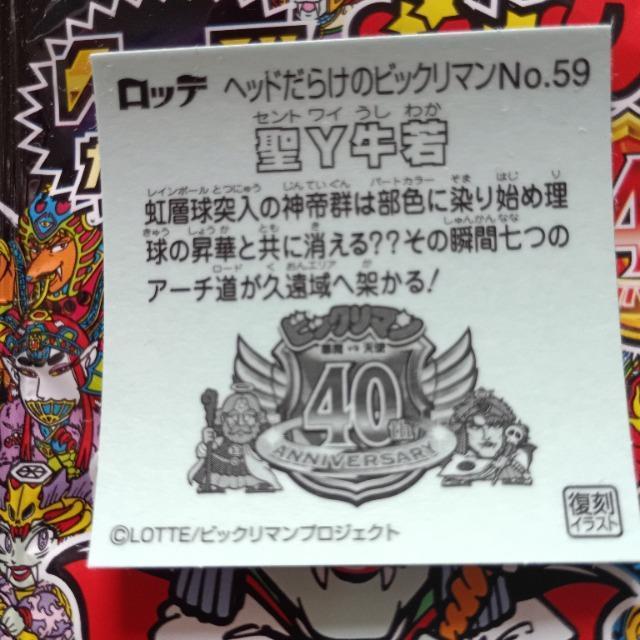 ロッテ ヘッドだらけのビックリマンNo.59
セント ワイ うし わか
聖Y牛若
レインボール とつにゅう じんていぐん パートカラー そま はじ り
虹層球突入の神帝群は部色に染り始め理
きゅう しょうか とも き しゅんかん なな
球の昇華と共に消える??その瞬間七つの
ロード くおんエリア か
アーチ道が久遠域へ架かる!
ビックリマン
40th
ANNIVERSARY
復刻
イラスト
©LOTTE/ビックリマンプロジェクト